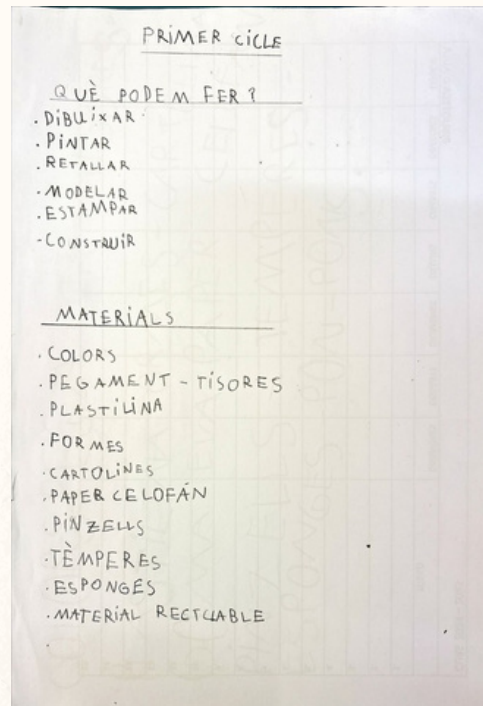 PRIMER CICLE
QUÈ PODEM FER?
. DIBUIXAR
. PINTAR
. RETALLAR
. MODELAR
. ESTAMPAR
- CONSTRUIR
MATERIALS
. COLORS
. PEGAMENT - TISORES
. PLASTILINA
. FORMES
. CARTOLINES
. PAPER CELOFÁN
. PINZELLS
. TÈMPERES
. ESPONGES
. MATERIAL RECICLABLE